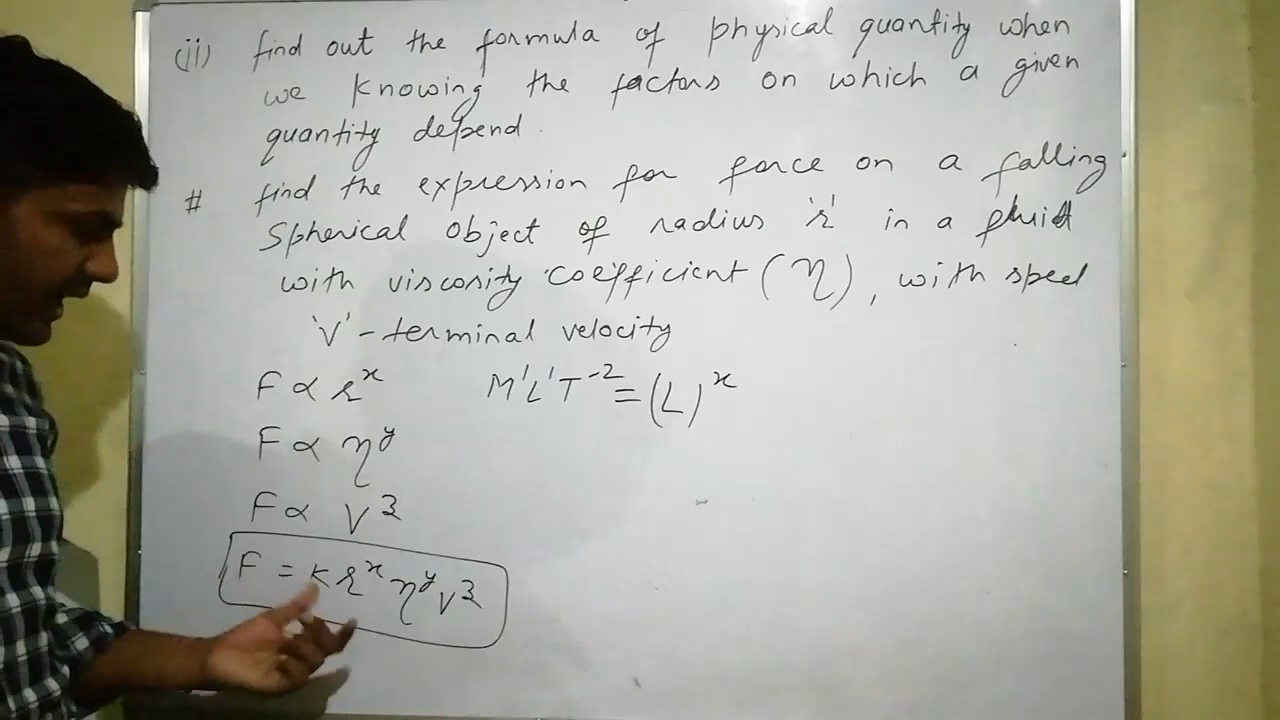 (ii) find out the formula of physical quantity when
we knowing the factors on which a given
quantity depend.
# find the expression for force on a falling
Spherical object of radius 'r' in a fluid
with viscosity coefficient (η), with speed
'V' - terminal velocity
F ∝ r^x M^1 L^1 T^-2 = (L)^x
F ∝ η^y
F ∝ V^z
F = K r^x η^y V^z